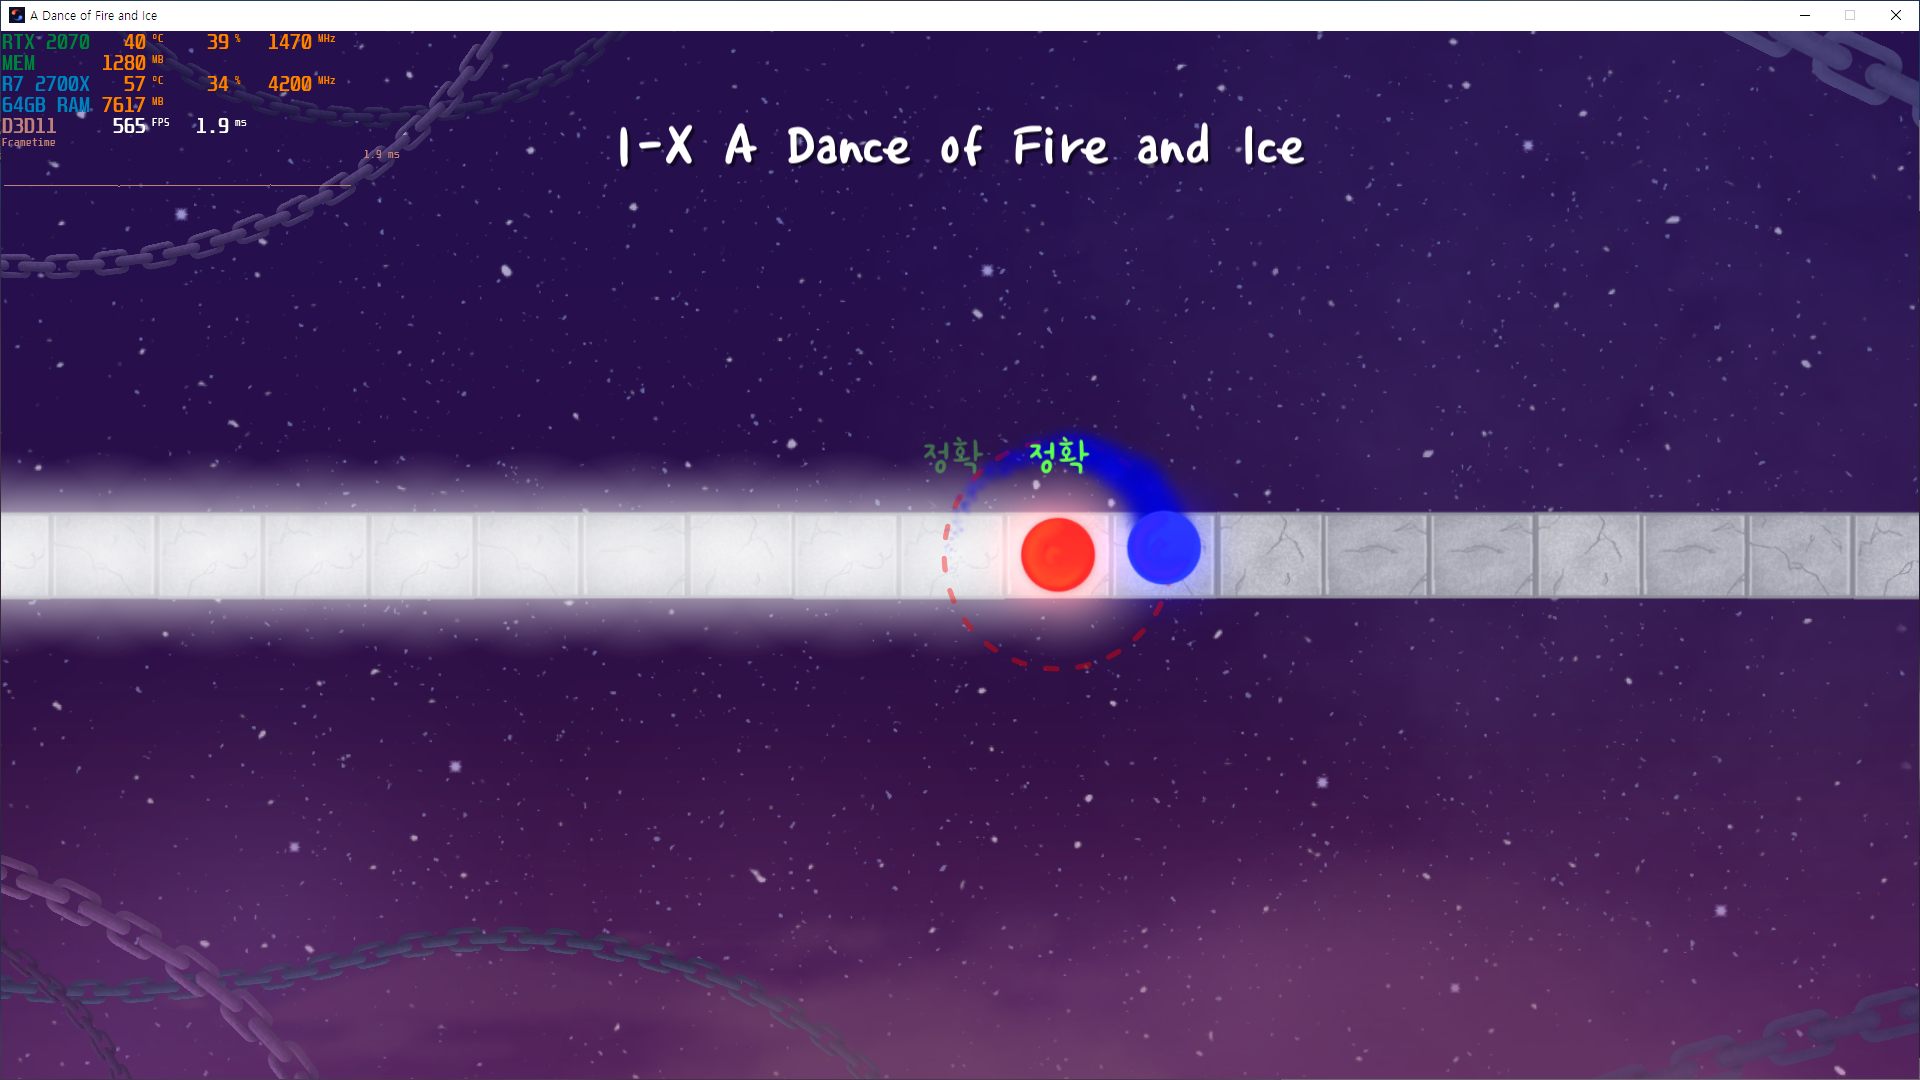 A Dance of Fire and Ice
RTX 2070 40 °C 39 % 1470 MHz
MEM 1280 MB
R7 2700X 57 °C 34 % 4200 MHz
64GB RAM 7617 MB
D3D11 565 FPS 1.9 ms
Frametime
1.9 ms
1-X A Dance of Fire and Ice
정확 정확